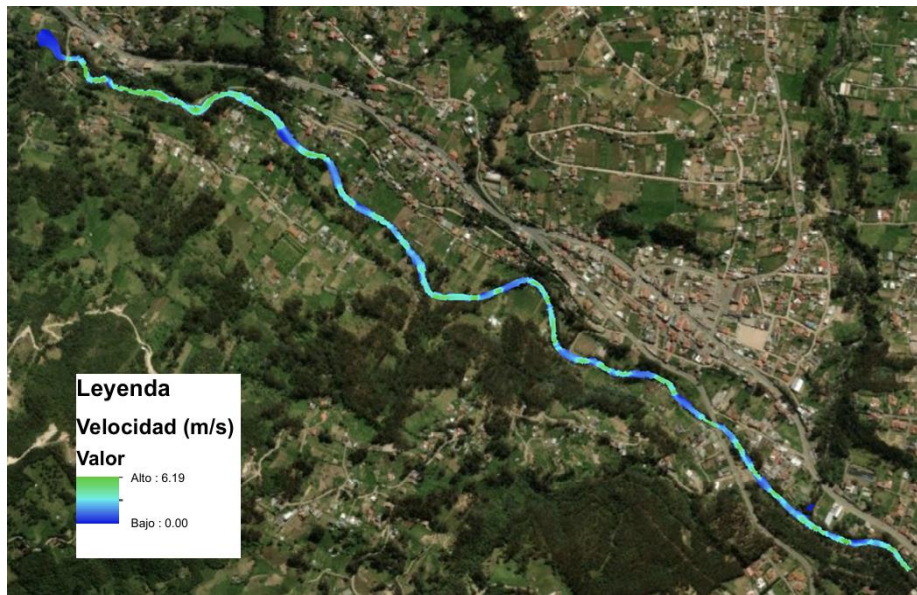 Leyenda
Velocidad (m/s)
Valor
Alto : 6.19
Bajo : 0.00